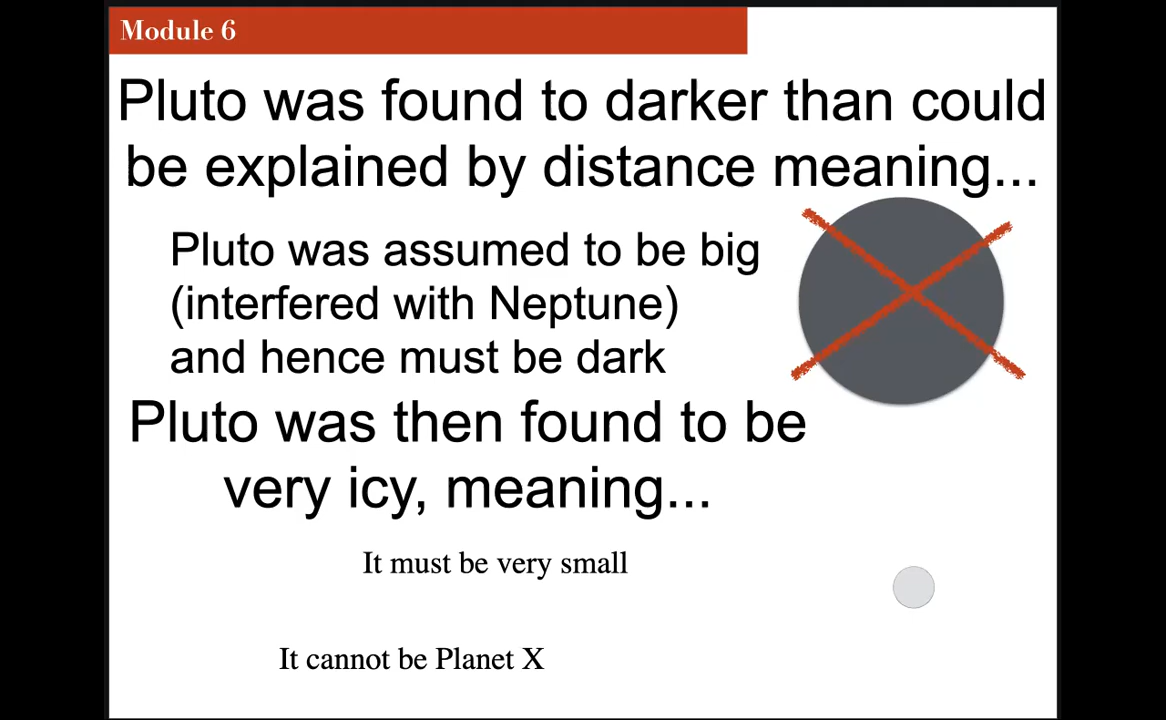 Module 6
Pluto was found to darker than could
be explained by distance meaning...
Pluto was assumed to be big
(interfered with Neptune)
and hence must be dark
Pluto was then found to be
very icy, meaning...
It must be very small
It cannot be Planet X